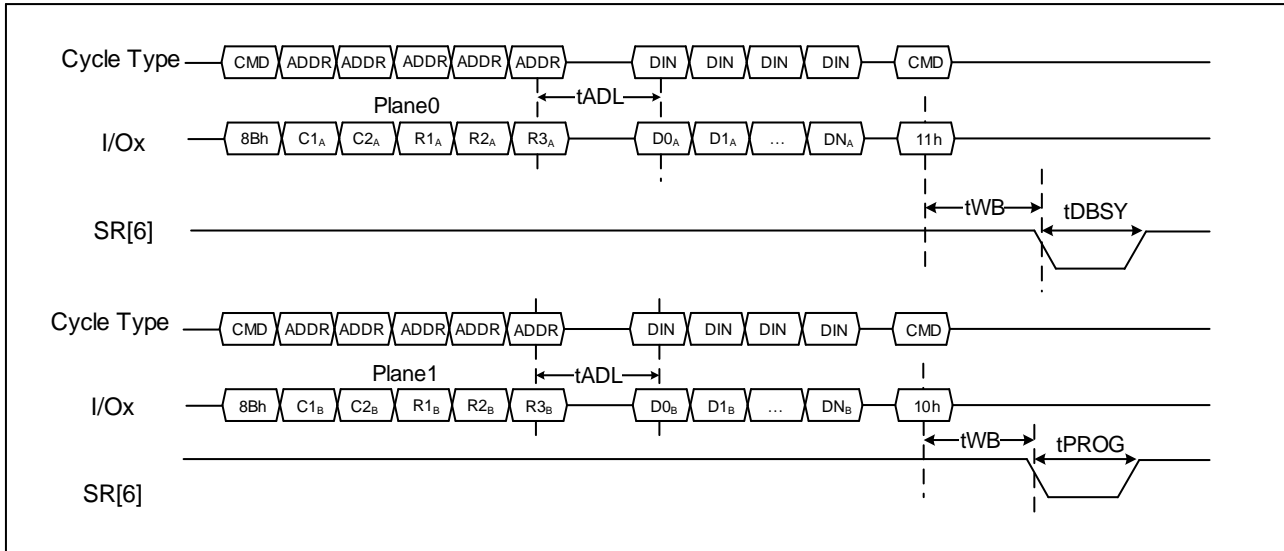 Cycle Type CMD ADDR ADDR ADDR ADDR ADDR DIN DIN DIN DIN CMD
Plane0 tADL
I/Ox 8Bh C1A C2A R1A R2A R3A D0A D1A … DNA 11h
tWB tDBSY
SR[6]
Cycle Type CMD ADDR ADDR ADDR ADDR ADDR DIN DIN DIN DIN CMD
Plane1 tADL
I/Ox 8Bh C1B C2B R1B R2B R3B D0B D1B … DNB 10h
tWB tPROG
SR[6]